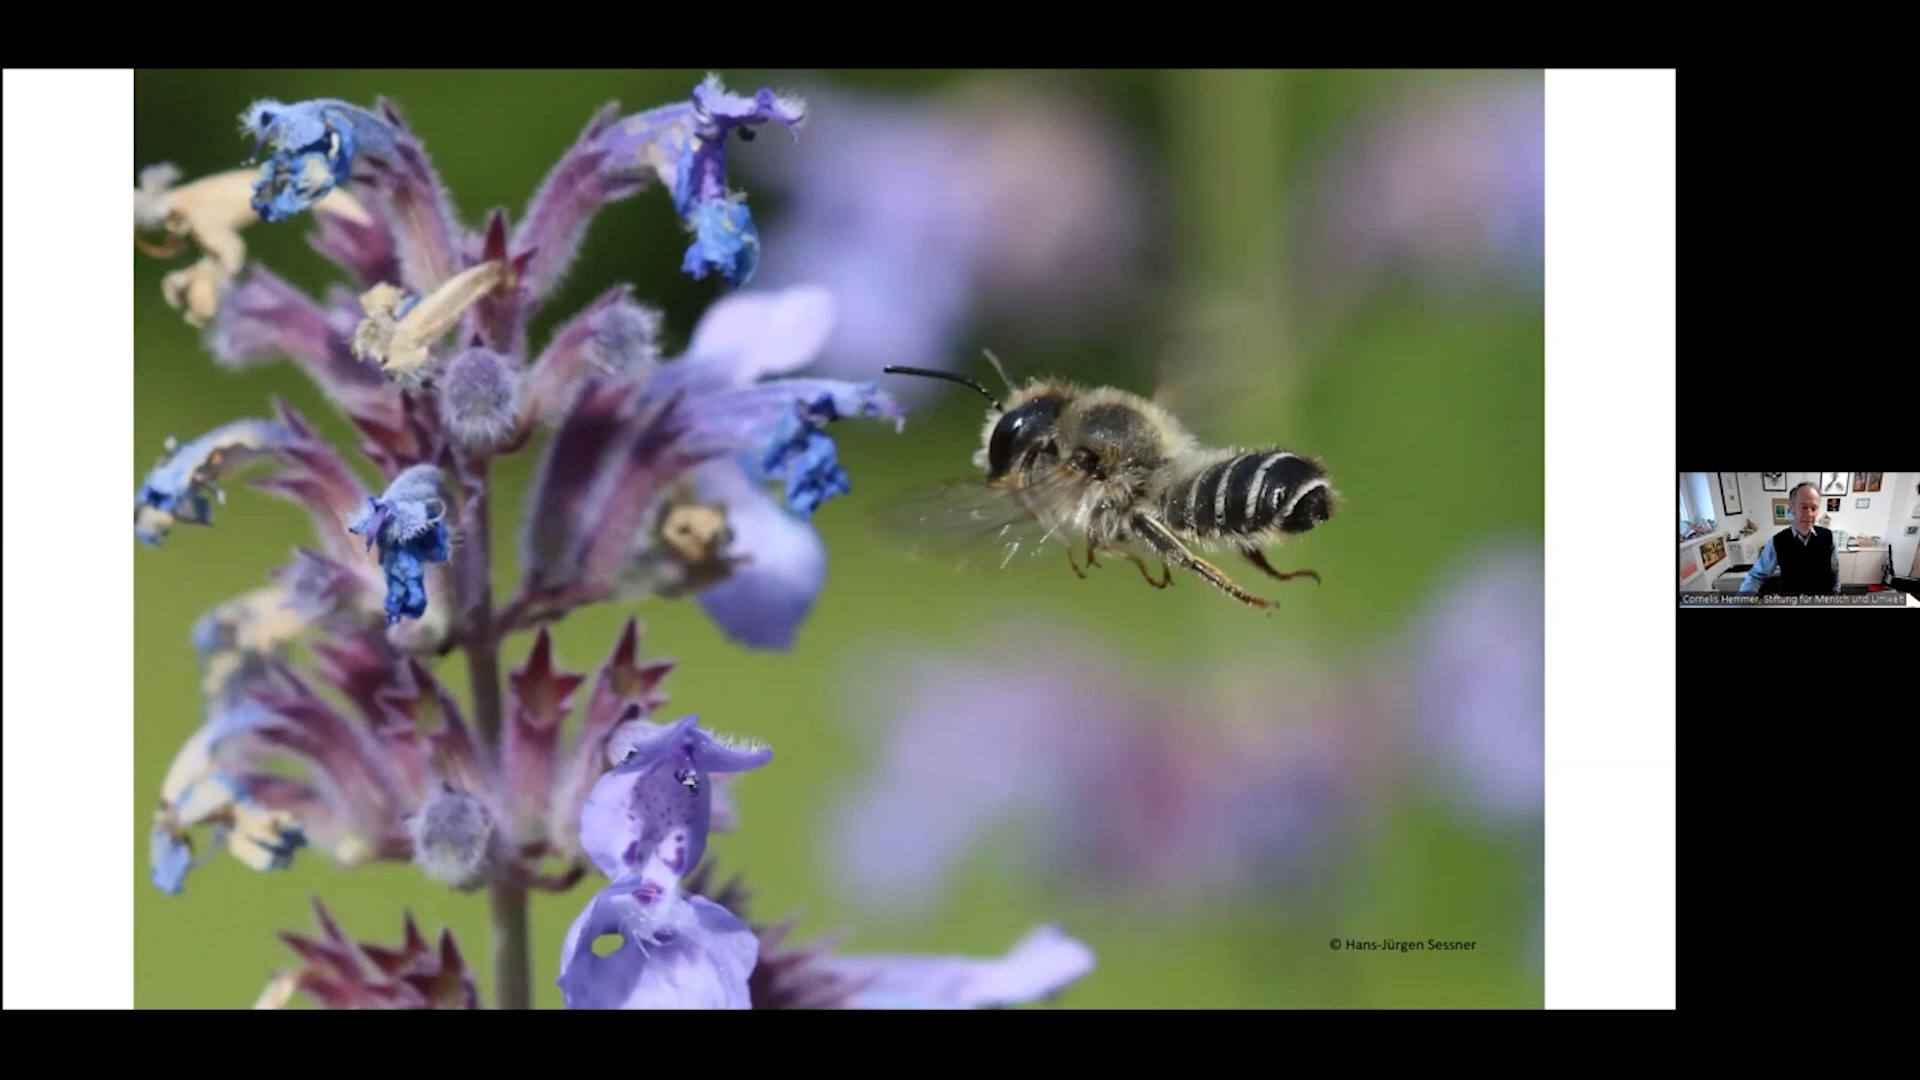 © Hans-Jürgen Sessner
Cornelis Hemmer, Stiftung für Mensch und Umwelt